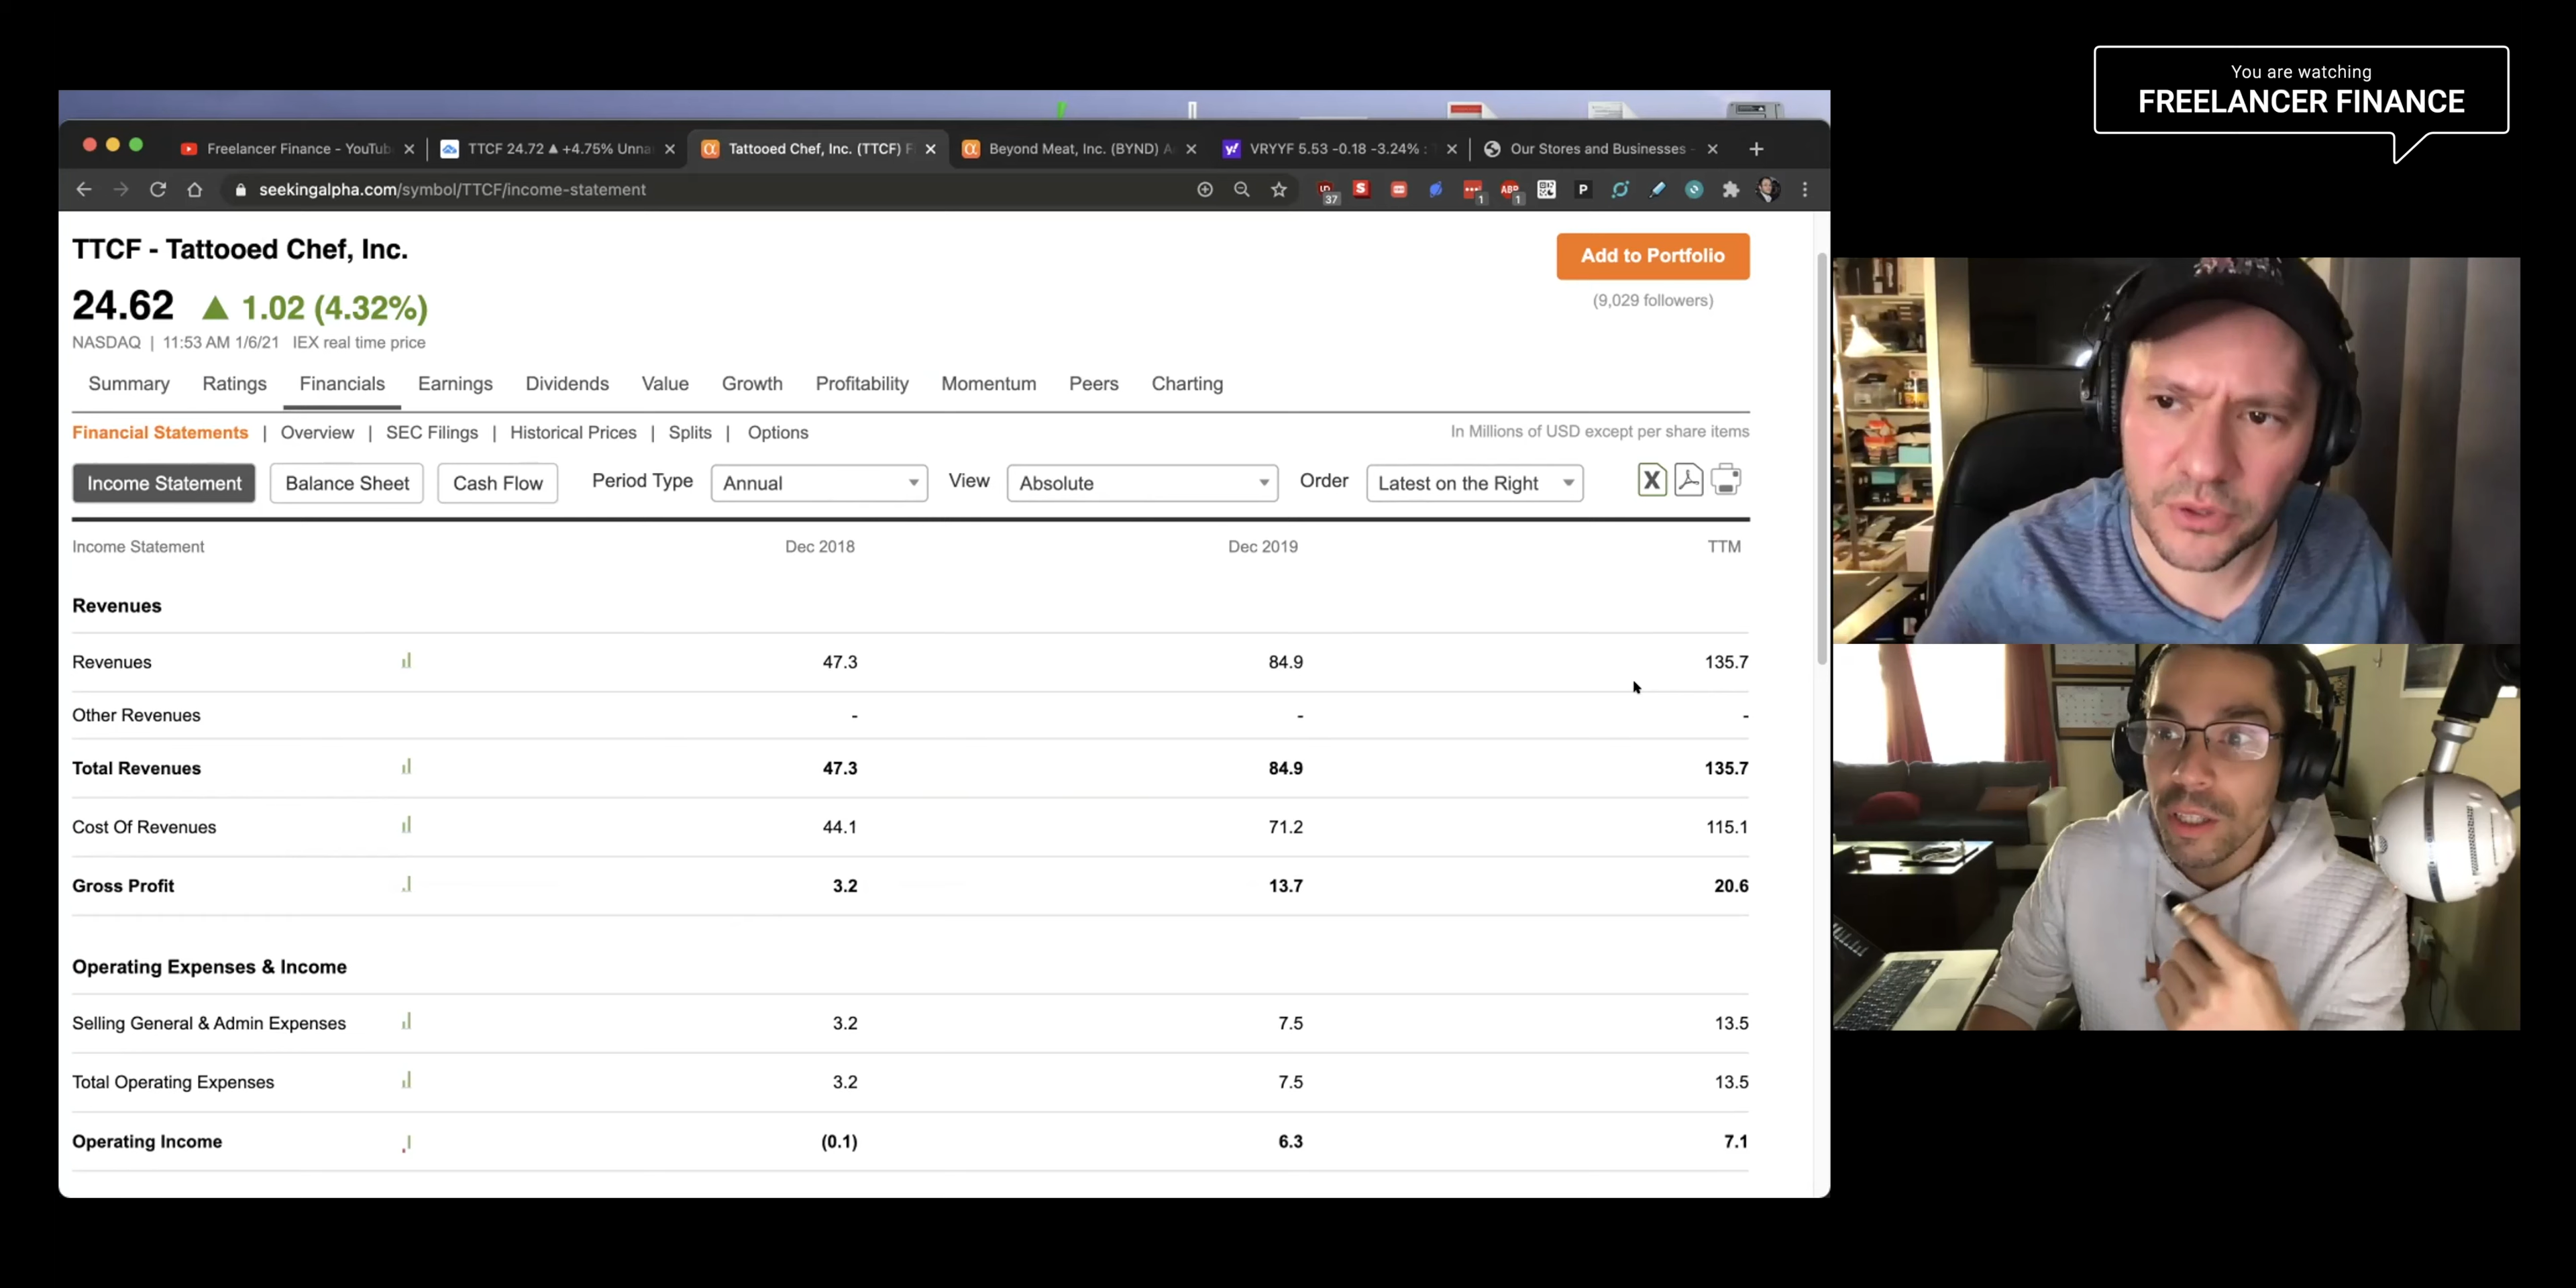 You are watching
FREELANCER FINANCE
Freelancer Finance - YouTub
TTCF 24.72 ▲ +4.75% Unna
Tattooed Chef, Inc. (TTCF) F
Beyond Meat, Inc. (BYND) A
VRYYF 5.53 -0.18 -3.24% :
Our Stores and Businesses -
seekingalpha.com/symbol/TTCF/income-statement
37
S
1
ABP
1
P
TTCF - Tattooed Chef, Inc.
Add to Portfolio
24.62 ▲ 1.02 (4.32%)
(9,029 followers)
NASDAQ | 11:53 AM 1/6/21 IEX real time price
Summary Ratings Financials Earnings Dividends Value Growth Profitability Momentum Peers Charting
Financial Statements | Overview | SEC Filings | Historical Prices | Splits | Options In Millions of USD except per share items
Income Statement Balance Sheet Cash Flow Period Type Annual View Absolute Order Latest on the Right
Income Statement Dec 2018 Dec 2019 TTM
Revenues
Revenues 47.3 84.9 135.7
Other Revenues - - -
Total Revenues 47.3 84.9 135.7
Cost Of Revenues 44.1 71.2 115.1
Gross Profit 3.2 13.7 20.6
Operating Expenses & Income
Selling General & Admin Expenses 3.2 7.5 13.5
Total Operating Expenses 3.2 7.5 13.5
Operating Income (0.1) 6.3 7.1